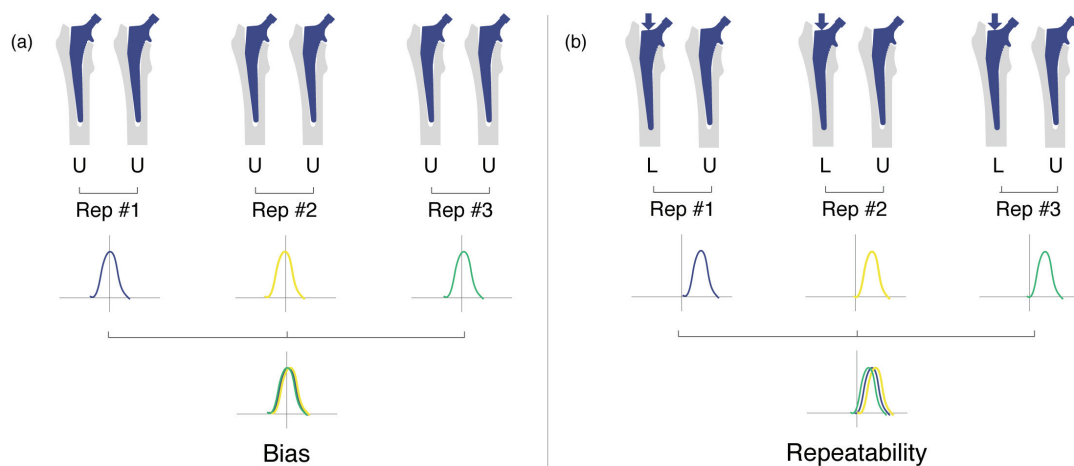 (a)
U U U U U U
Rep #1 Rep #2 Rep #3
Bias
(b)
L U L U L U
Rep #1 Rep #2 Rep #3
Repeatability